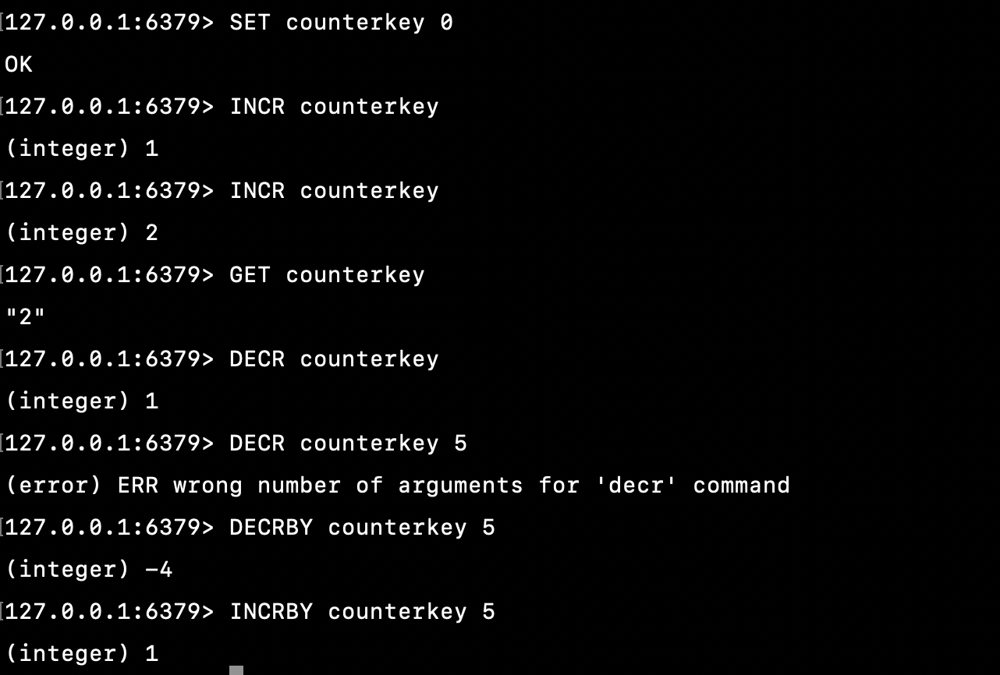 127.0.0.1:6379> SET counterkey 0
OK
127.0.0.1:6379> INCR counterkey
(integer) 1
127.0.0.1:6379> INCR counterkey
(integer) 2
127.0.0.1:6379> GET counterkey
"2"
127.0.0.1:6379> DECR counterkey
(integer) 1
127.0.0.1:6379> DECR counterkey 5
(error) ERR wrong number of arguments for 'decr' command
127.0.0.1:6379> DECRBY counterkey 5
(integer) -4
127.0.0.1:6379> INCRBY counterkey 5
(integer) 1